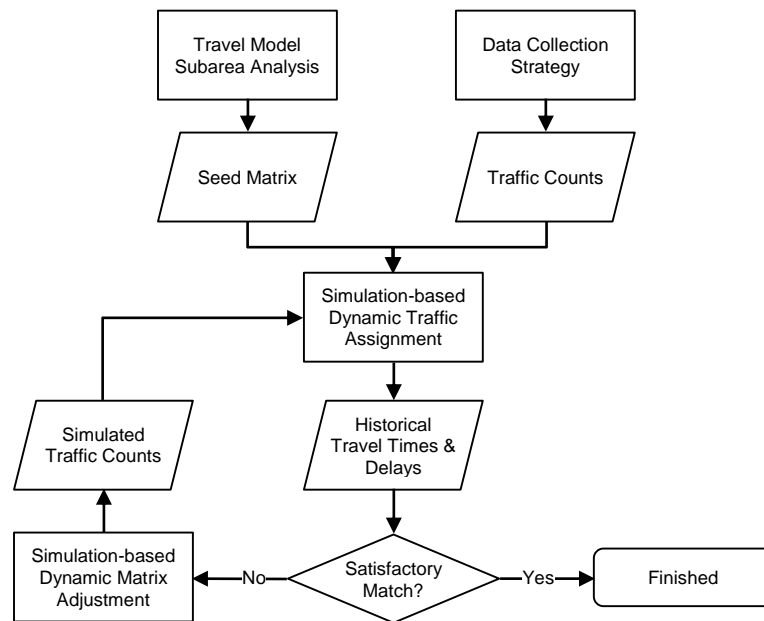 Travel Model
Subarea Analysis
Data Collection
Strategy
Seed Matrix
Traffic Counts
Simulation-based
Dynamic Traffic
Assignment
Simulated
Traffic Counts
Historical
Travel Times &
Delays
Simulation-based
Dynamic Matrix
Adjustment
No
Satisfactory
Match?
Yes
Finished